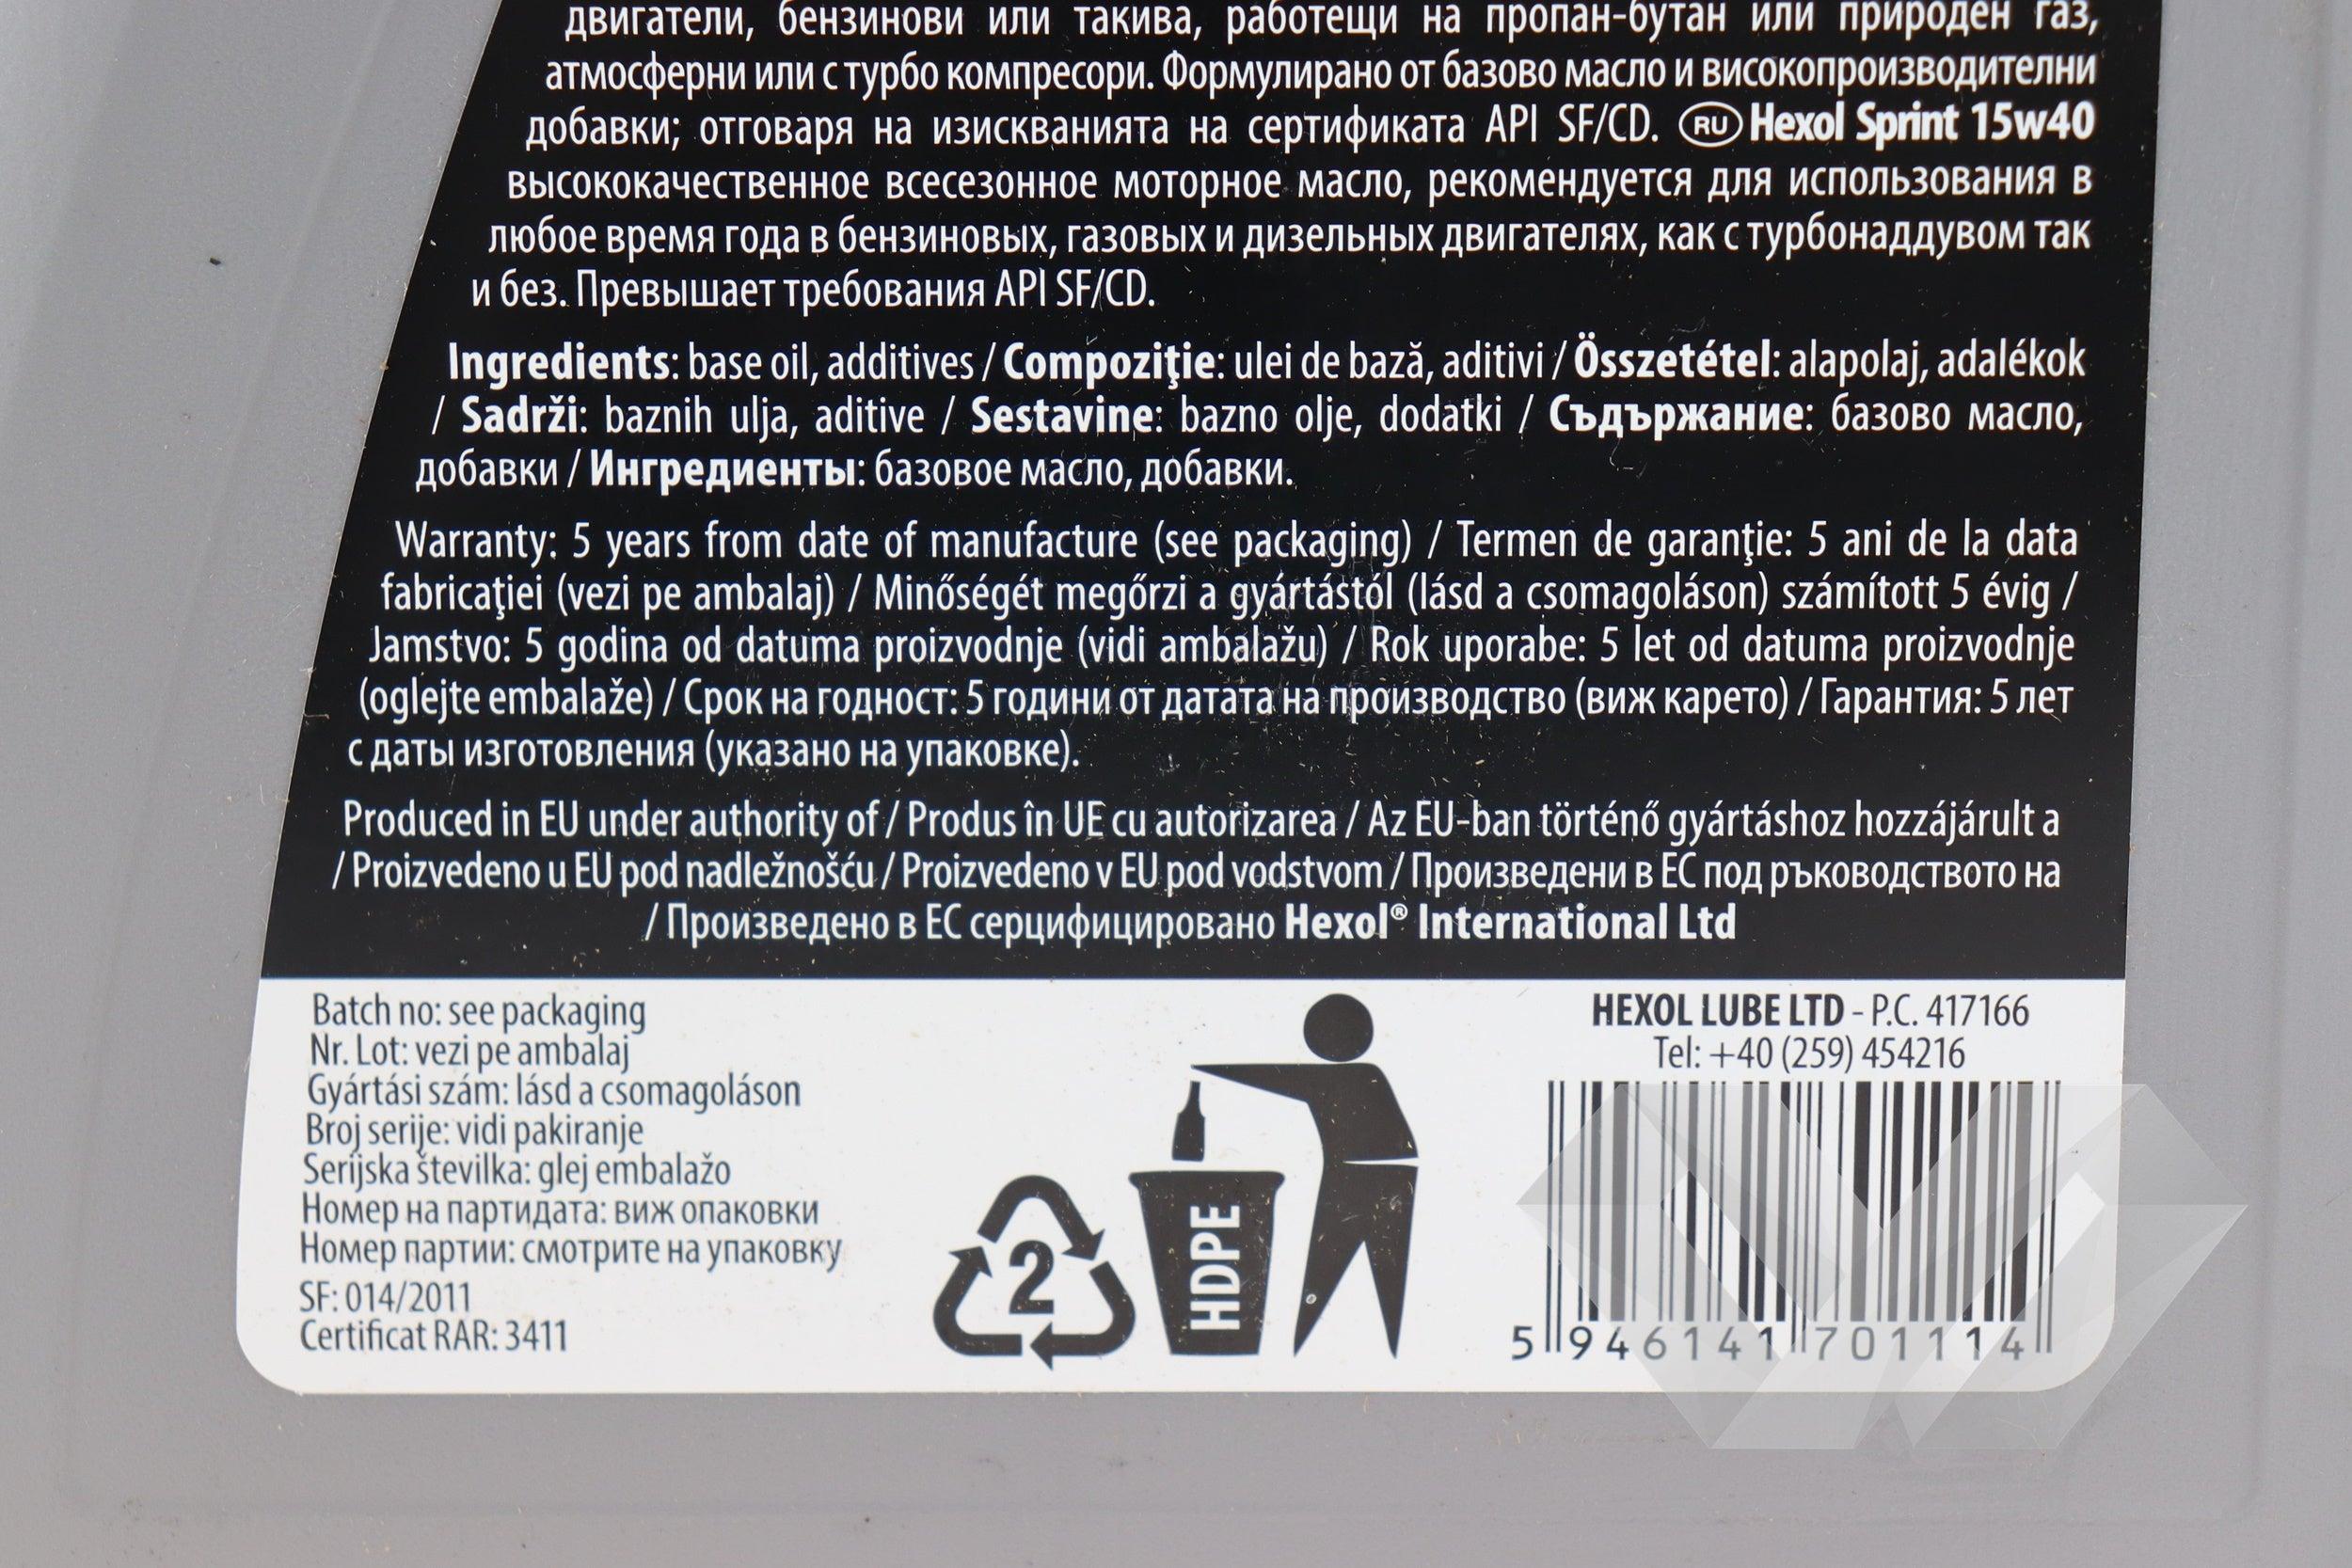 двигатели, бензинови или такива, работещи на пропан-бутан или природен газ,
атмосферни или с турбо компресори. Формулирано от базово масло и високопроизводителни
добавки; отговаря на изискванията на сертификата API SF/CD. RU Hexol Sprint 15w40
высококачественное всесезонное моторное масло, рекомендуется для использования в
любое время года в бензиновых, газовых и дизельных двигателях, как с турбонаддувом так
и без. Превышает требования API SF/CD.
Ingredients: base oil, additives / Compoziţie: ulei de bază, aditivi / Összetétel: alapolaj, adalékok
/ Sadrži: baznih ulja, aditive / Sestavine: bazno olje, dodatki / Съдържание: базово масло,
добавки / Ингредиенты: базовое масло, добавки.
Warranty: 5 years from date of manufacture (see packaging) / Termen de garanţie: 5 ani de la data
fabricaţiei (vezi pe ambalaj) / Minőségét megőrzi a gyártástól (lásd a csomagoláson) számított 5 évig /
Jamstvo: 5 godina od datuma proizvodnje (vidi ambalažu) / Rok uporabe: 5 let od datuma proizvodnje
(oglejte embalaže) / Срок на годност: 5 години от датата на производство (виж карето) / Гарантия: 5 лет
с даты изготовления (указано на упаковке).
Produced in EU under authority of / Produs în UE cu autorizarea / Az EU-ban történő gyártáshoz hozzájárult a
/ Proizvedeno u EU pod nadležnošću / Proizvedeno v EU pod vodstvom / Произведени в ЕС под ръководството на
/ Произведено в ЕС серцифицировано Hexol® International Ltd
Batch no: see packaging
Nr. Lot: vezi pe ambalaj
Gyártási szám: lásd a csomagoláson
Broj serije: vidi pakiranje
Serijska številka: glej embalažo
Номер на партидата: виж опаковки
Номер партии: смотрите на упаковку
SF: 014/2011
Certificat RAR: 3411
2
HDPE
HEXOL LUBE LTD - P.C. 417166
Tel: +40 (259) 454216
5 946141 701114